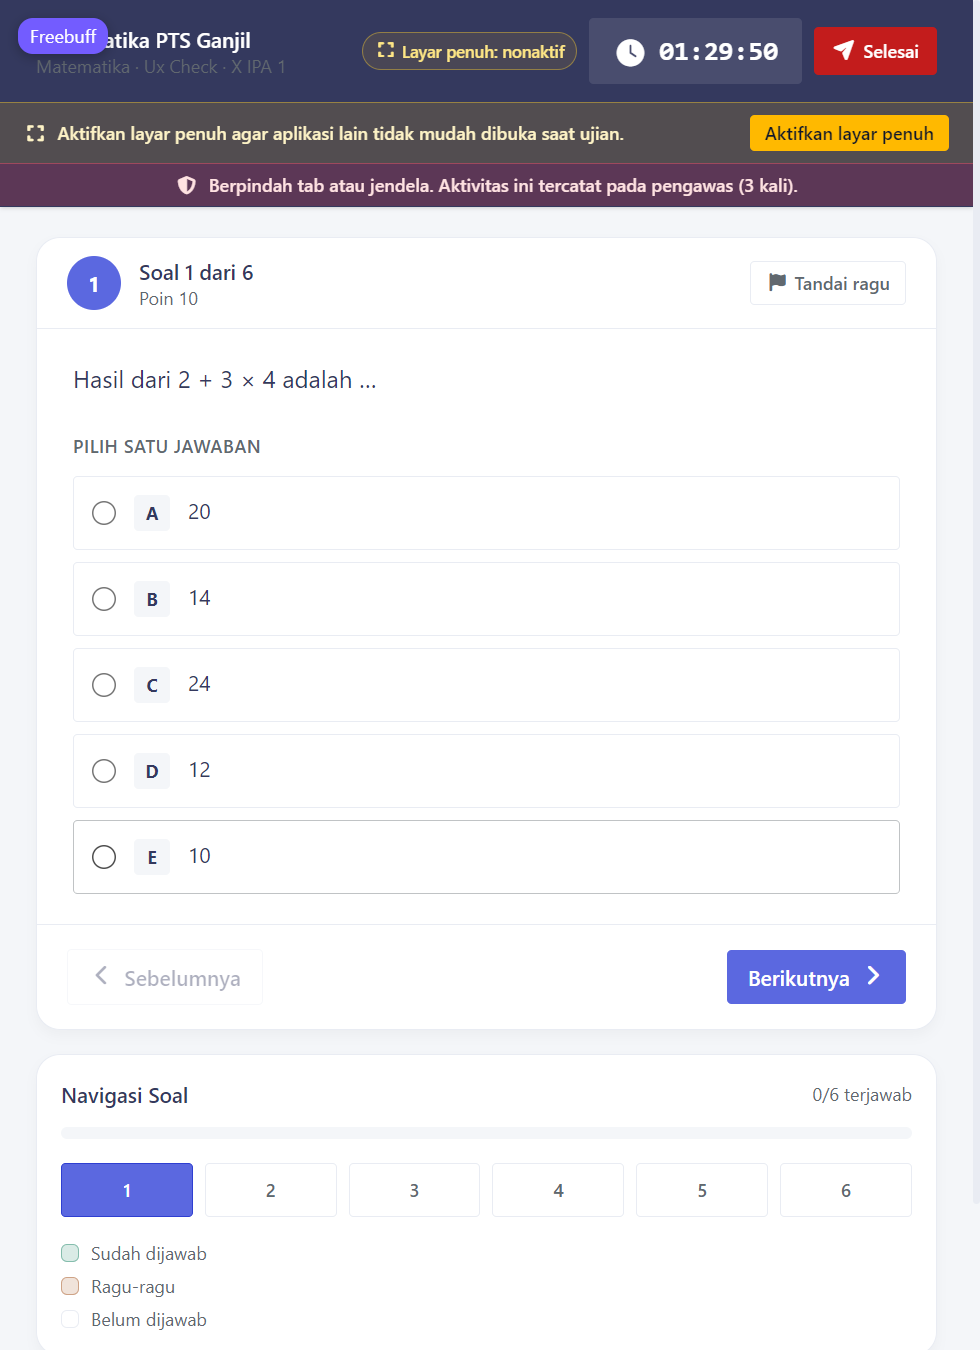 Freebuff
atika PTS Ganjil
Matematika · Ux Check · X IPA 1
Layar penuh: nonaktif
01:29:50
Selesai
Aktifkan layar penuh agar aplikasi lain tidak mudah dibuka saat ujian.
Aktifkan layar penuh
Berpindah tab atau jendela. Aktivitas ini tercatat pada pengawas (3 kali).
1
Soal 1 dari 6
Poin 10
Tandai ragu
Hasil dari 2 + 3 × 4 adalah ...
PILIH SATU JAWABAN
A 20
B 14
C 24
D 12
E 10
Sebelumnya
Berikutnya
Navigasi Soal
0/6 terjawab
1 2 3 4 5 6
Sudah dijawab
Ragu-ragu
Belum dijawab